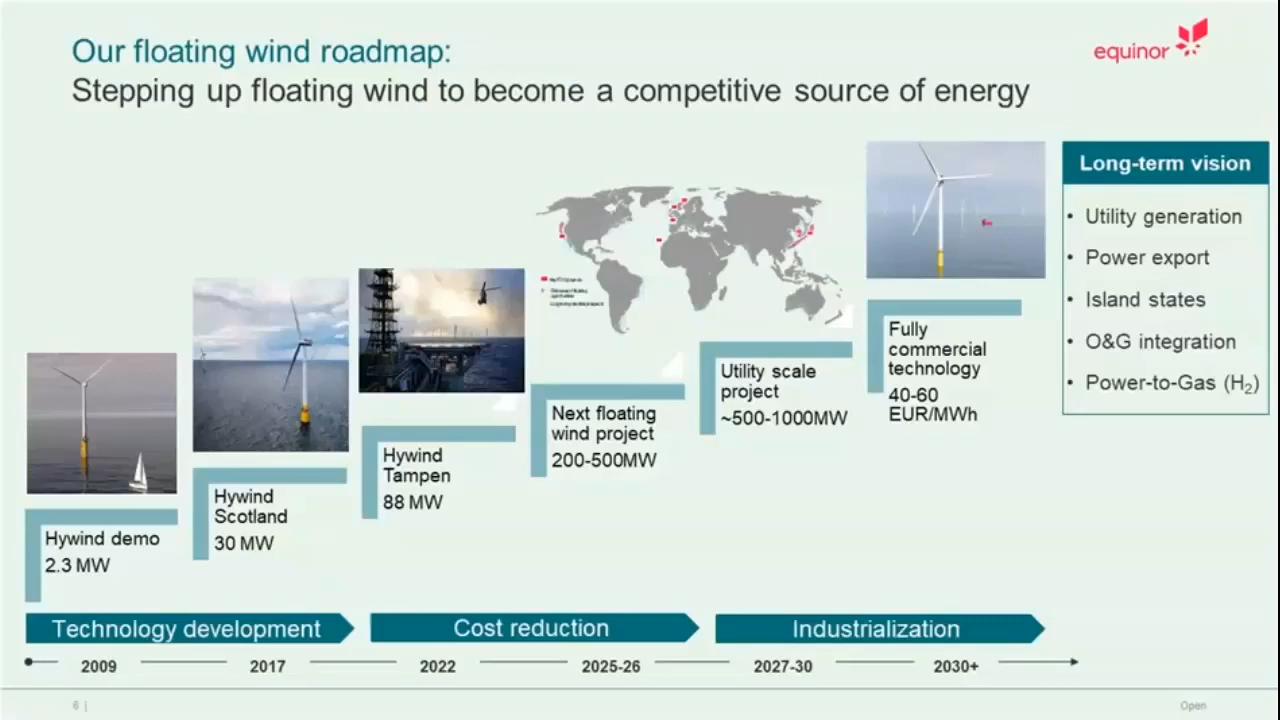 Our floating wind roadmap:
Stepping up floating wind to become a competitive source of energy
equinor
Long-term vision
• Utility generation
• Power export
• Island states
• O&G integration
• Power-to-Gas (H₂)
Fully
commercial
technology
40-60
EUR/MWh
Utility scale
project
~500-1000MW
Next floating
wind project
200-500MW
Hywind
Tampen
88 MW
Hywind
Scotland
30 MW
Hywind demo
2.3 MW
Technology development
Cost reduction
Industrialization
2009
2017
2022
2025-26
2027-30
2030+
6 |
Open